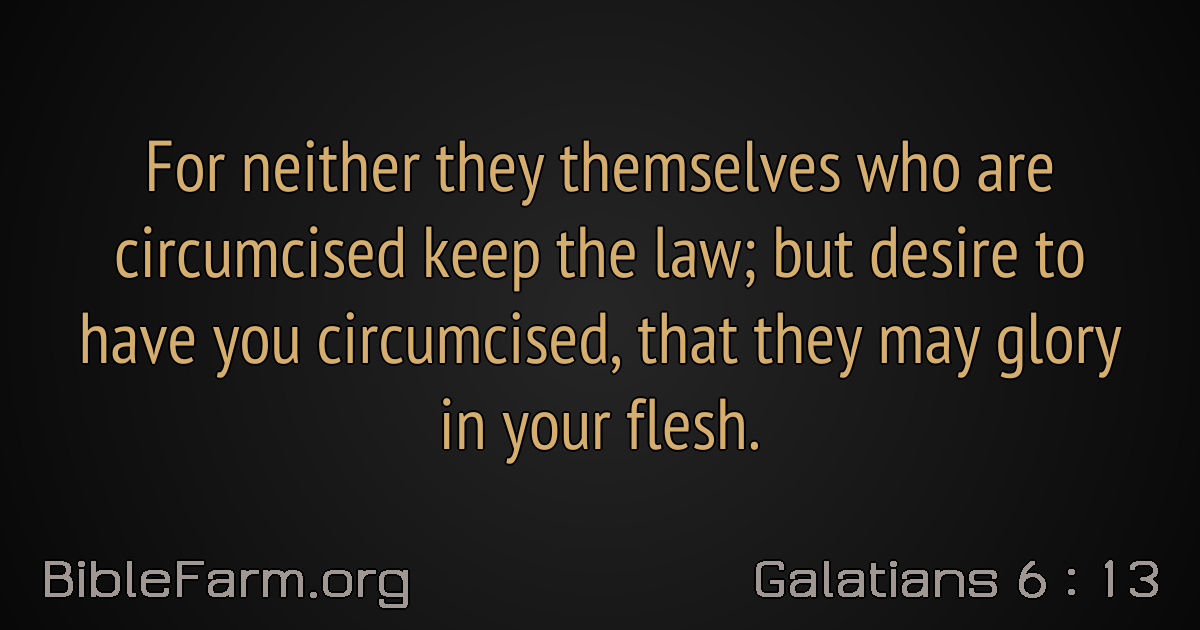 For neither they themselves who are
circumcised keep the law; but desire to
have you circumcised, that they may glory
in your flesh.
BibleFarm.org
Galatians 6 : 13